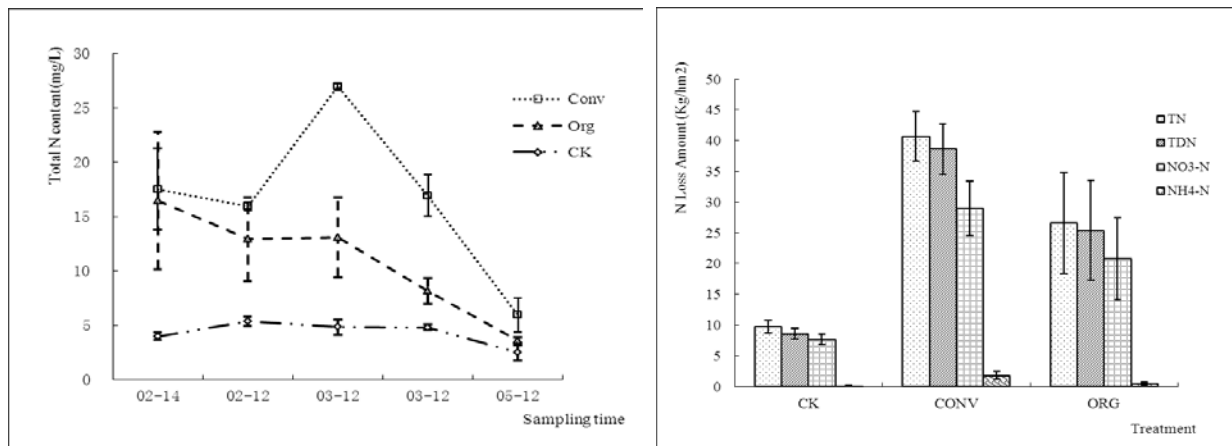 Total N content(mg/L)
30
25
20
15
10
5
0
Conv
Org
CK
02-14
02-12
03-12
03-12
05-12
Sampling time
N Loss Amount (Kg/hm2)
50
45
40
35
30
25
20
15
10
5
0
TN
TDN
NO3-N
NH4-N
CK
CONV
ORG
Treatment